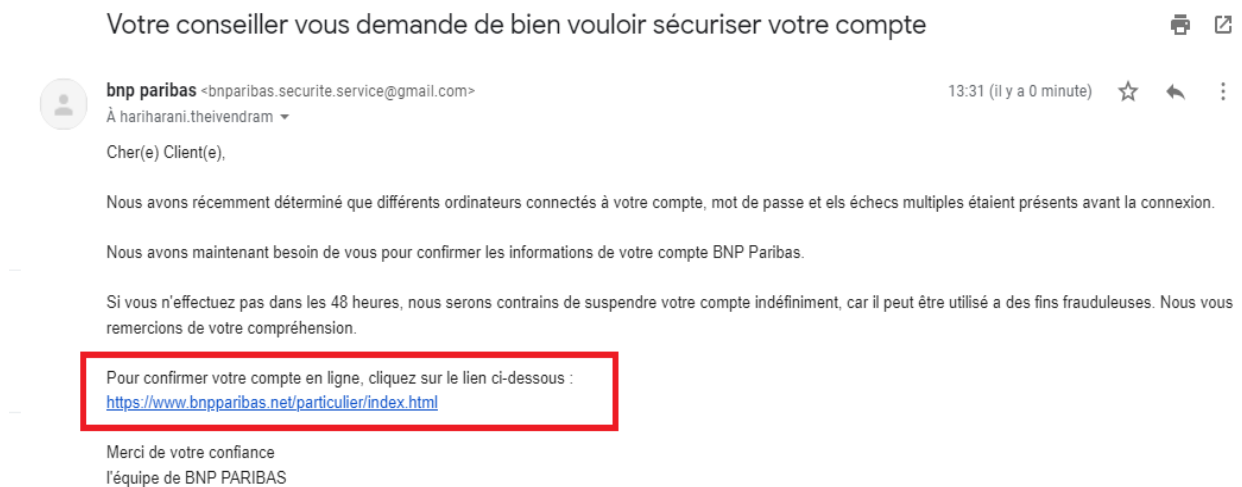 Votre conseiller vous demande de bien vouloir sécuriser votre compte
bnp paribas <bnparibas.securite.service@gmail.com>
13:31 (il y a 0 minute)
À hariharani.theivendram
Cher(e) Client(e),
Nous avons récemment déterminé que différents ordinateurs connectés à votre compte, mot de passe et els échecs multiples étaient présents avant la connexion.
Nous avons maintenant besoin de vous pour confirmer les informations de votre compte BNP Paribas.
Si vous n'effectuez pas dans les 48 heures, nous serons contrains de suspendre votre compte indéfiniment, car il peut être utilisé a des fins frauduleuses. Nous vous
remercions de votre compréhension.
Pour confirmer votre compte en ligne, cliquez sur le lien ci-dessous :
https://www.bnpparibas.net/particulier/index.html
Merci de votre confiance
l'équipe de BNP PARIBAS